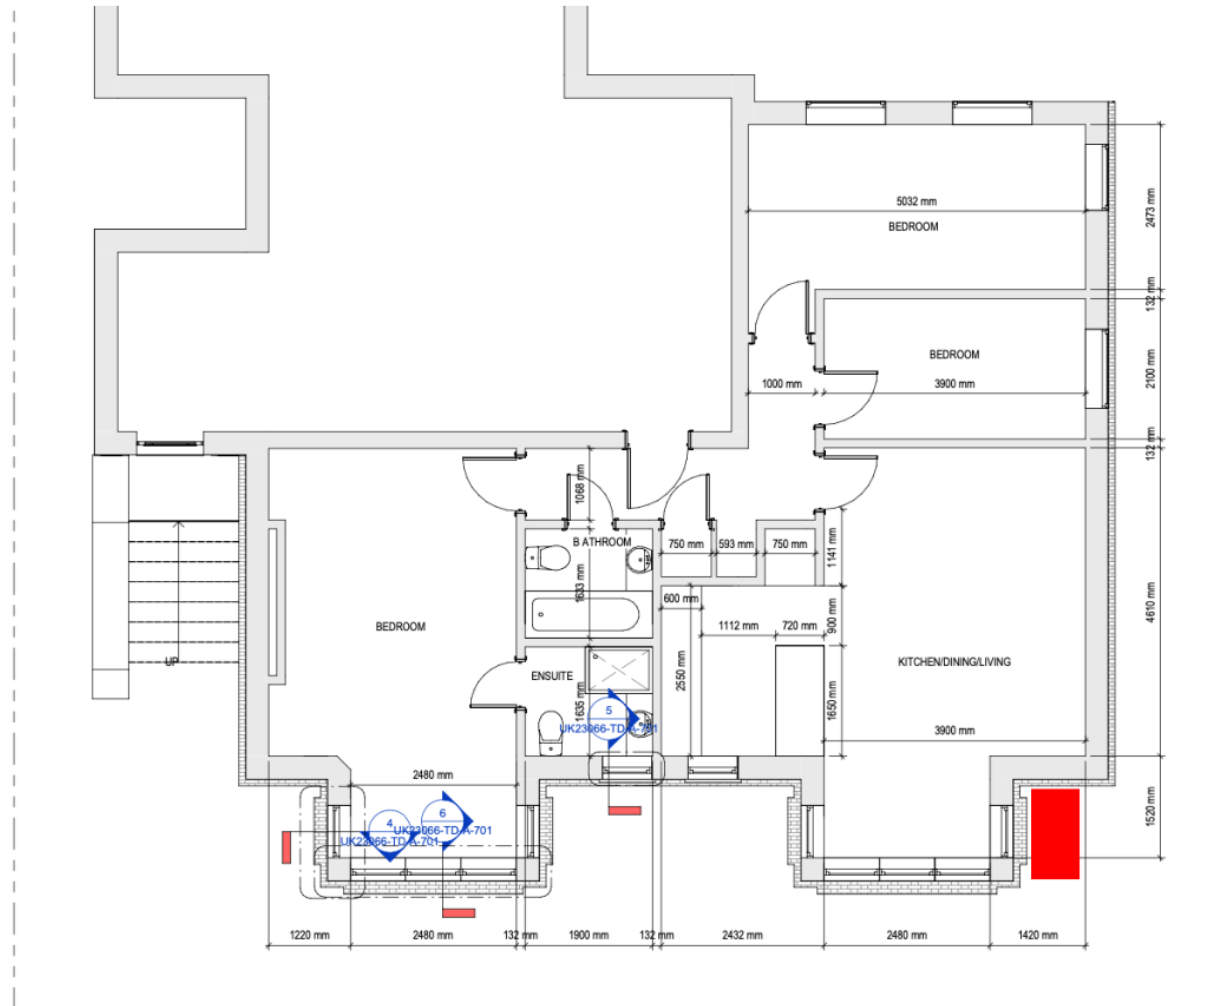 5032 mm
BEDROOM
2473 mm
132 mm
BEDROOM
1000 mm
3900 mm
2100 mm
132 mm
1068 mm
B ATHROOM
750 mm
593 mm
750 mm
1141 mm
1633 mm
600 mm
4610 mm
BEDROOM
1112 mm
720 mm
900 mm
UP
KITCHEN/DINING/LIVING
ENSUITE
2550 mm
1635 mm
1650 mm
5
UK23066-TD-A-701
3900 mm
2480 mm
1520 mm
6
4
UK23066-TD-A-701
UK23066-TD-A-701
1220 mm
2480 mm
132 mm
1900 mm
132 mm
2432 mm
2480 mm
1420 mm